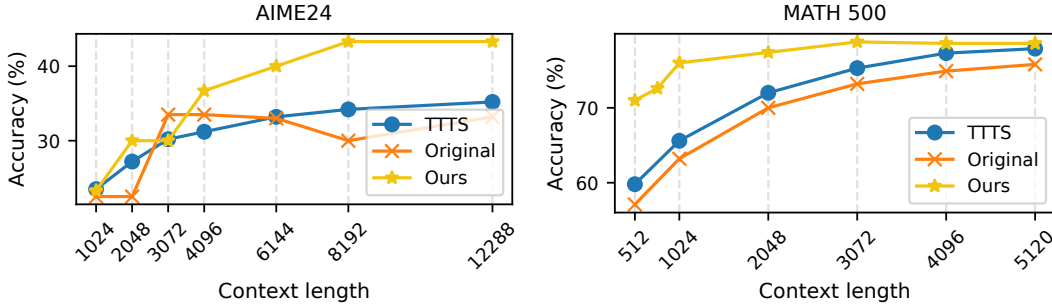 AIME24
Accuracy (%)
40
30
TTTS
Original
Ours
1024
2048
3072
4096
6144
8192
12288
Context length
MATH 500
Accuracy (%)
70
60
TTTS
Original
Ours
512
1024
2048
3072
4096
5120
Context length